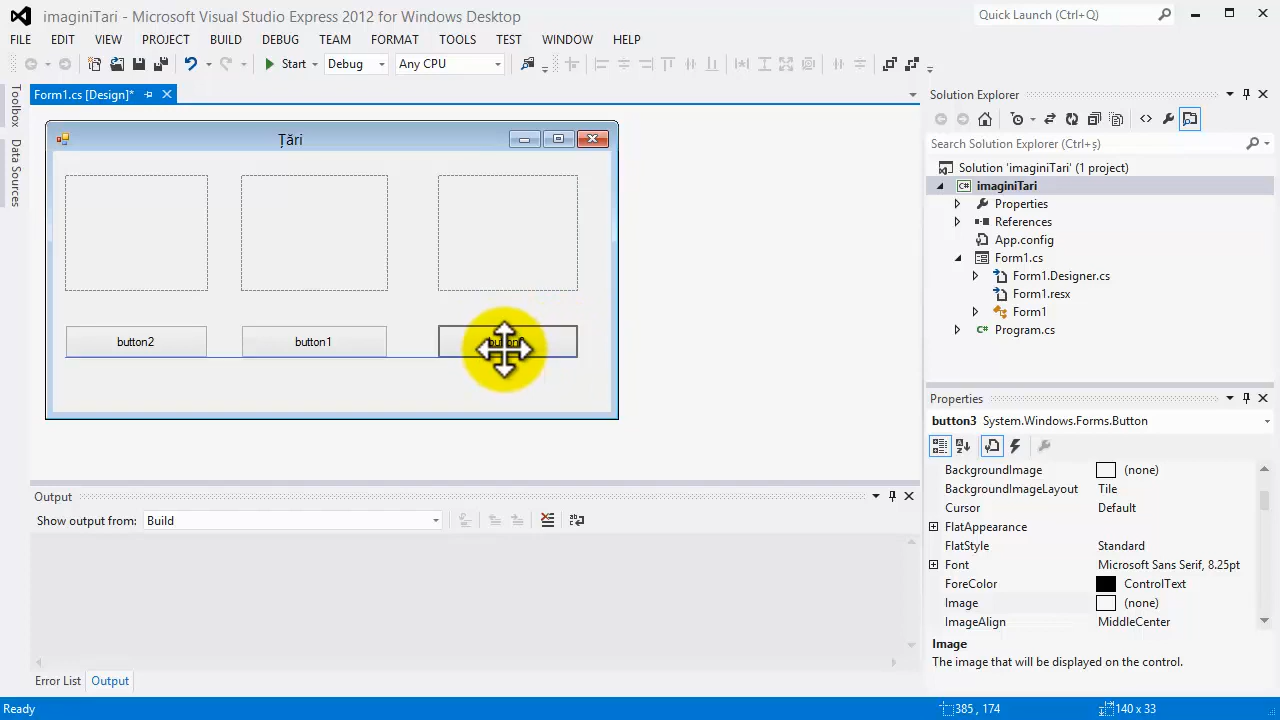 imaginiTari - Microsoft Visual Studio Express 2012 for Windows Desktop
Quick Launch (Ctrl+Q)
FILE EDIT VIEW PROJECT BUILD DEBUG TEAM FORMAT TOOLS TEST WINDOW HELP
Start Debug Any CPU
Toolbox
Data Sources
Form1.cs [Design]*
Țări
button2 button1
Output
Show output from: Build
Error List Output
Solution Explorer
Search Solution Explorer (Ctrl+ș)
Solution 'imaginiTari' (1 project)
C# imaginiTari
Properties
References
App.config
Form1.cs
Form1.Designer.cs
Form1.resx
Form1
C# Program.cs
Properties
button3 System.Windows.Forms.Button
BackgroundImage (none)
BackgroundImageLayout Tile
Cursor Default
FlatAppearance
FlatStyle Standard
Font Microsoft Sans Serif, 8.25pt
ForeColor ControlText
Image (none)
ImageAlign MiddleCenter
Image
The image that will be displayed on the control.
Ready 385 , 174 140 x 33